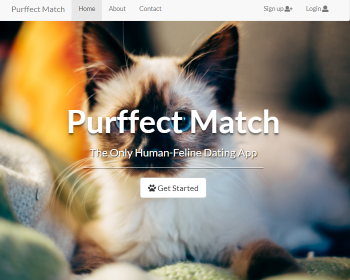 Purffect Match Home About Contact Sign up Login
Purffect Match
The Only Human-Feline Dating App
Get Started